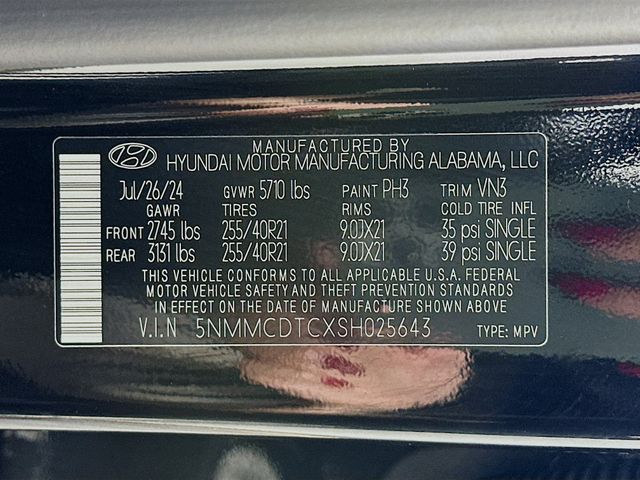 MANUFACTURED BY
HYUNDAI MOTOR MANUFACTURING ALABAMA, LLC
Jul/26/24 GVWR 5710 lbs PAINT PH3 TRIM VN3
GAWR TIRES RIMS COLD TIRE INFL
FRONT 2745 lbs 255/40R21 9.0JX21 35 psi SINGLE
REAR 3131 lbs 255/40R21 9.0JX21 39 psi SINGLE
THIS VEHICLE CONFORMS TO ALL APPLICABLE U.S.A. FEDERAL
MOTOR VEHICLE SAFETY AND THEFT PREVENTION STANDARDS
IN EFFECT ON THE DATE OF MANUFACTURE SHOWN ABOVE
V.I.N 5NMMCDTCXSH025643 TYPE: MPV